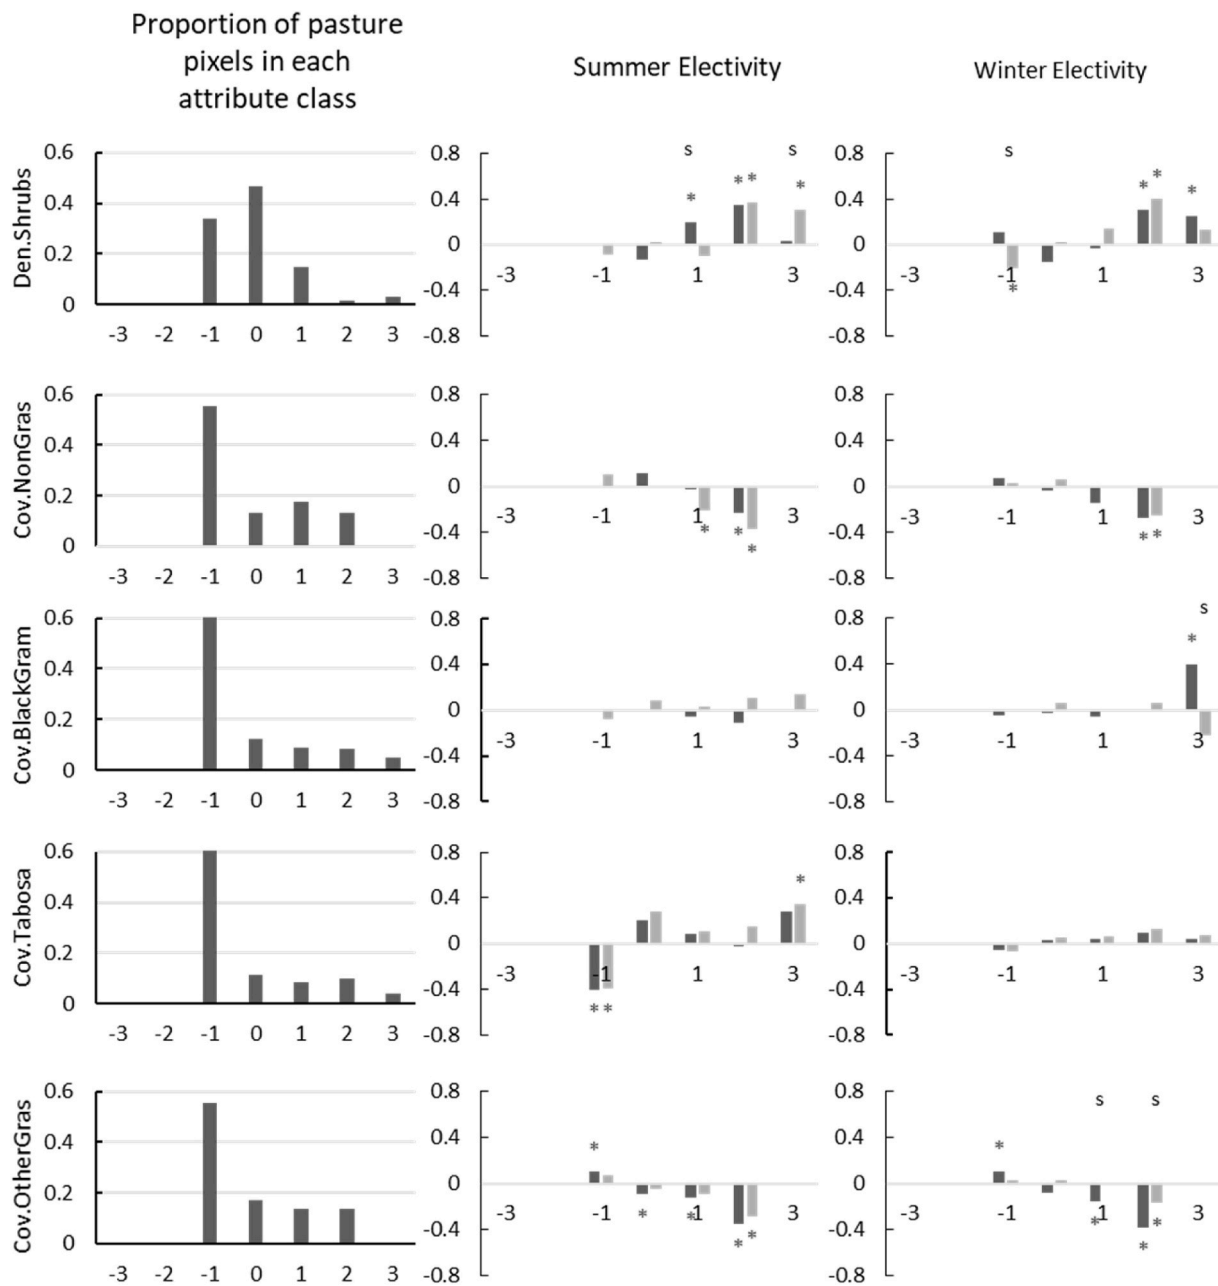 Proportion of pasture
pixels in each
attribute class
Summer Electivity
Winter Electivity
Den.Shrubs
0.6
0.4
0.2
0
-3 -2 -1 0 1 2 3
0.8
0.4
0
-0.4
-0.8
s s
* * * *
-3 -1 1 3
0.8
0.4
0
-0.4
-0.8
s
* * *
-3 -1 1 3
*
Cov.NonGras
0.6
0.4
0.2
0
-3 -2 -1 0 1 2 3
0.8
0.4
0
-0.4
-0.8
-3 -1 1 3
* * *
0.8
0.4
0
-0.4
-0.8
-3 -1 1 3
* *
Cov.BlackGram
0.6
0.4
0.2
0
-3 -2 -1 0 1 2 3
0.8
0.4
0
-0.4
-0.8
-3 -1 1 3
0.8
0.4
0
-0.4
-0.8
s
*
-3 -1 1 3
Cov.Tabosa
0.6
0.4
0.2
0
-3 -2 -1 0 1 2 3
0.8
0.4
0
-0.4
-0.8
*
-3 -1 1 3
* *
0.8
0.4
0
-0.4
-0.8
-3 -1 1 3
Cov.OtherGras
0.6
0.4
0.2
0
-3 -2 -1 0 1 2 3
0.8
0.4
0
-0.4
-0.8
*
-3 -1 1 3
* * * *
0.8
0.4
0
-0.4
-0.8
s s
*
-3 -1 1 3
* * *